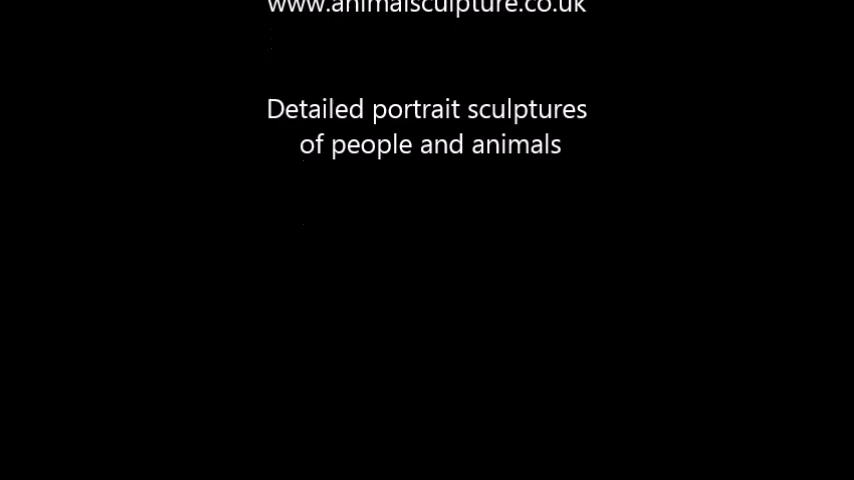 www.animalsculpture.co.uk
Detailed portrait sculptures
of people and animals